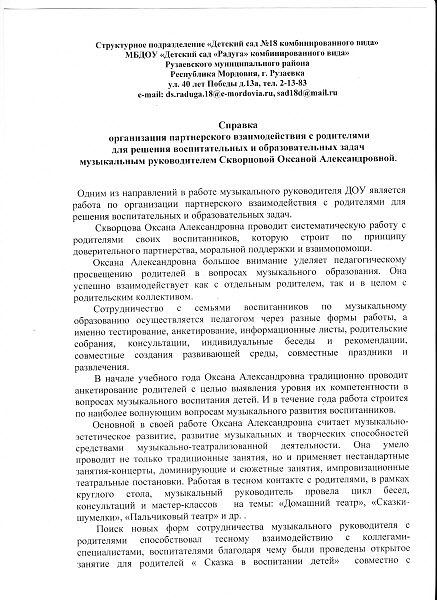 Структурное подразделение «Детский сад №18 комбинированного вида»
МБДОУ «Детский сад «Радуга» комбинированного вида»
Рузаевского муниципального района
Республика Мордовия, г. Рузаевка
ул. 40 лет Победы д.13а, тел. 2-13-83
e-mail: ds.raduga.18@e-mordovia.ru, sad18d@mail.ru
Справка
организация партнерского взаимодействия с родителями
для решения воспитательных и образовательных задач
музыкальным руководителем Скворцовой Оксаной Александровной.
Одним из направлений в работе музыкального руководителя ДОУ является
работа по организации партнерского взаимодействия с родителями для
решения воспитательных и образовательных задач.
Скворцова Оксана Александровна проводит систематическую работу с
родителями своих воспитанников, которую строит по принципу
доверительного партнерства, моральной поддержки и взаимопомощи.
Оксана Александровна большое внимание уделяет педагогическому
просвещению родителей в вопросах музыкального образования. Она
успешно взаимодействует как с отдельным родителем, так и в целом с
родительским коллективом.
Сотрудничество с семьями воспитанников по музыкальному
образованию осуществляется педагогом через разные формы работы, а
именно тестирование, анкетирование, информационные листы, родительские
собрания, консультации, индивидуальные беседы и рекомендации,
совместные создания развивающей среды, совместные праздники и
развлечения.
В начале учебного года Оксана Александровна традиционно проводит
анкетирование родителей с целью выявления уровня их компетентности в
вопросах музыкального воспитания детей. И в течение года работа строится
по наиболее волнующим вопросам музыкального развития воспитанников.
Основной в своей работе Оксана Александровна считает музыкально-
эстетическое развитие, развитие музыкальных и творческих способностей
средствами музыкально-театрализованной деятельности. Она умело
проводит не только традиционные занятия, но и применяет нестандартные
занятия-концерты, доминирующие и сюжетные занятия, импровизационные
театральные постановки. Работая в тесном контакте с родителями, в рамках
круглого стола, музыкальный руководитель провела цикл бесед,
консультаций и мастер-классов на темы: «Домашний театр», «Сказки-
шумелки», «Пальчиковый театр» и др. .
Поиск новых форм сотрудничества музыкального руководителя с
родителями способствовал тесному взаимодействию с коллегами-
специалистами, воспитателями благодаря чему были проведены открытое
занятие для родителей « Сказка в воспитании детей» совместно с